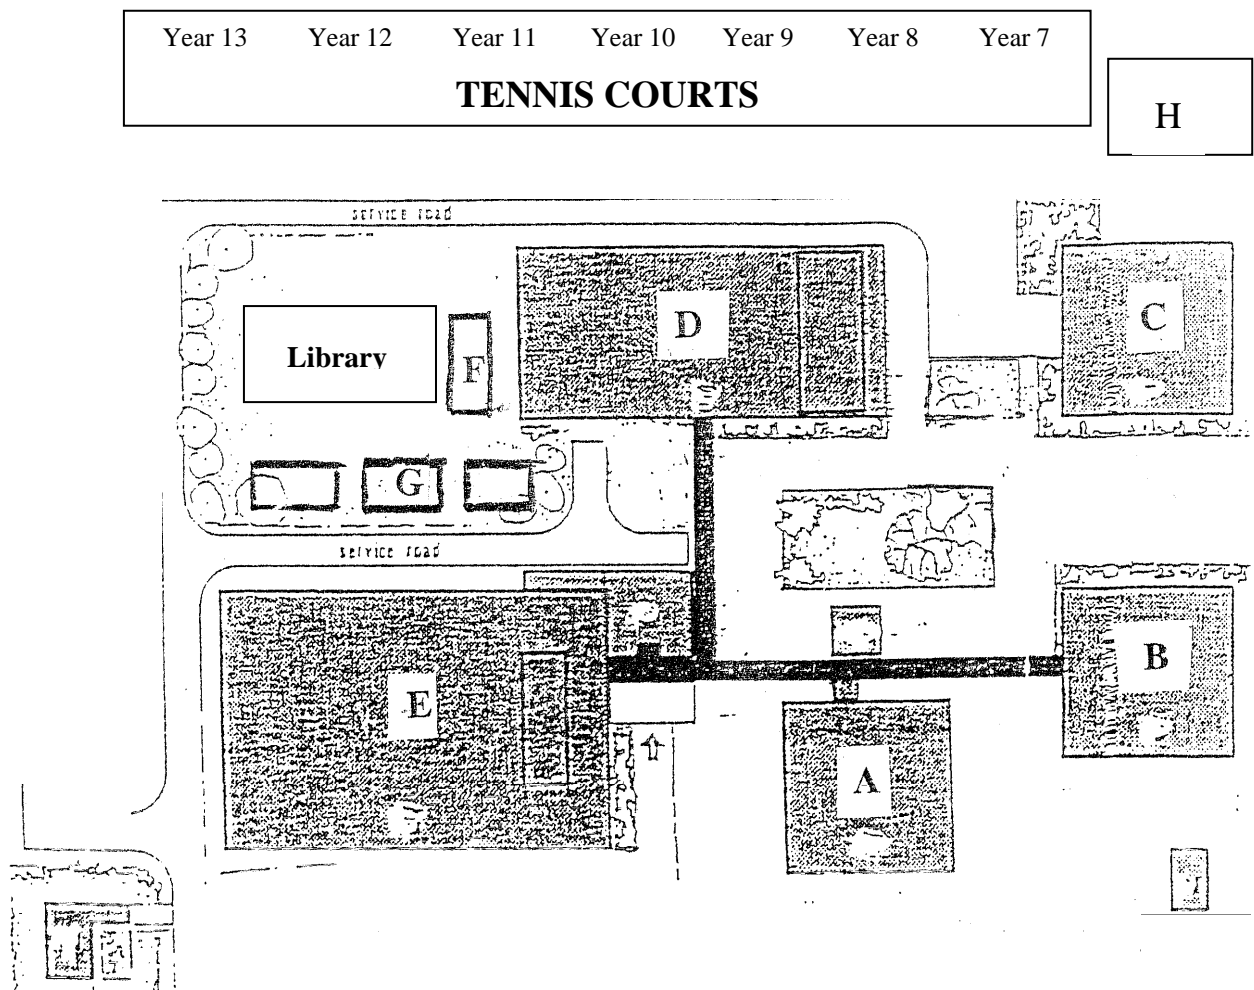 Year 13 Year 12 Year 11 Year 10 Year 9 Year 8 Year 7
TENNIS COURTS
H
service road
D
C
Library
F
G
service road
B
E
A